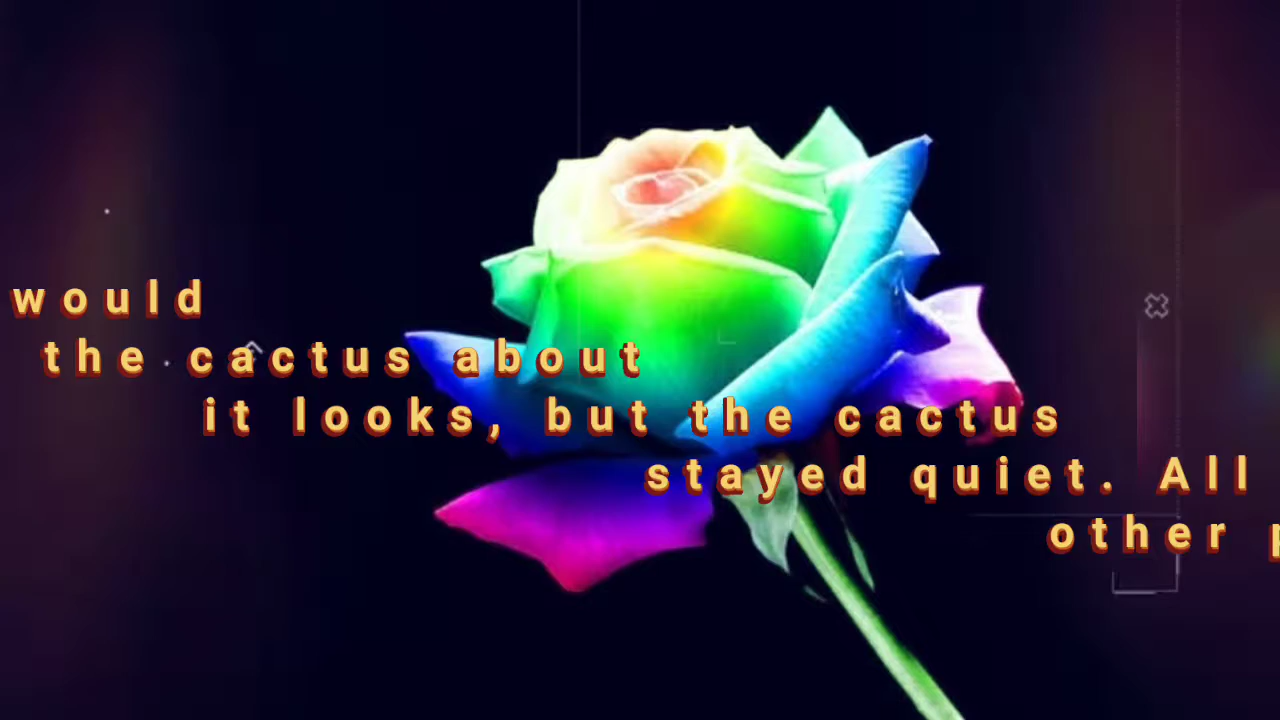 would
the cactus about
it looks, but the cactus
stayed quiet. All
other